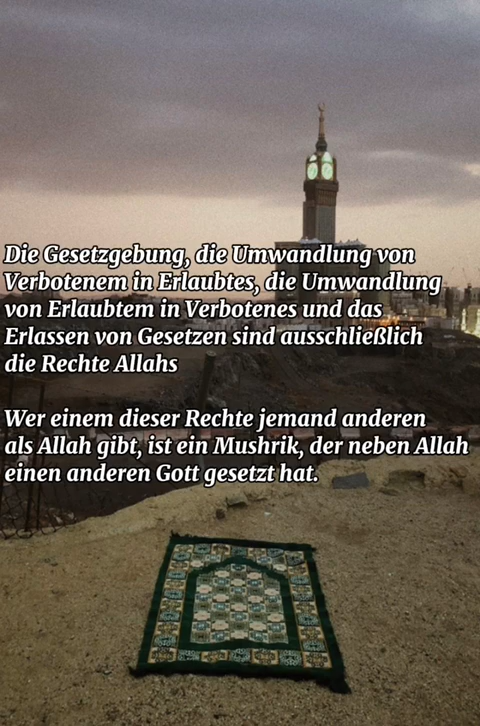 Die Gesetzgebung, die Umwandlung von
Verbotenem in Erlaubtes, die Umwandlung
von Erlaubtem in Verbotenes und das
Erlassen von Gesetzen sind ausschließlich
die Rechte Allahs
Wer einem dieser Rechte jemand anderen
als Allah gibt, ist ein Mushrik, der neben Allah
einen anderen Gott gesetzt hat.